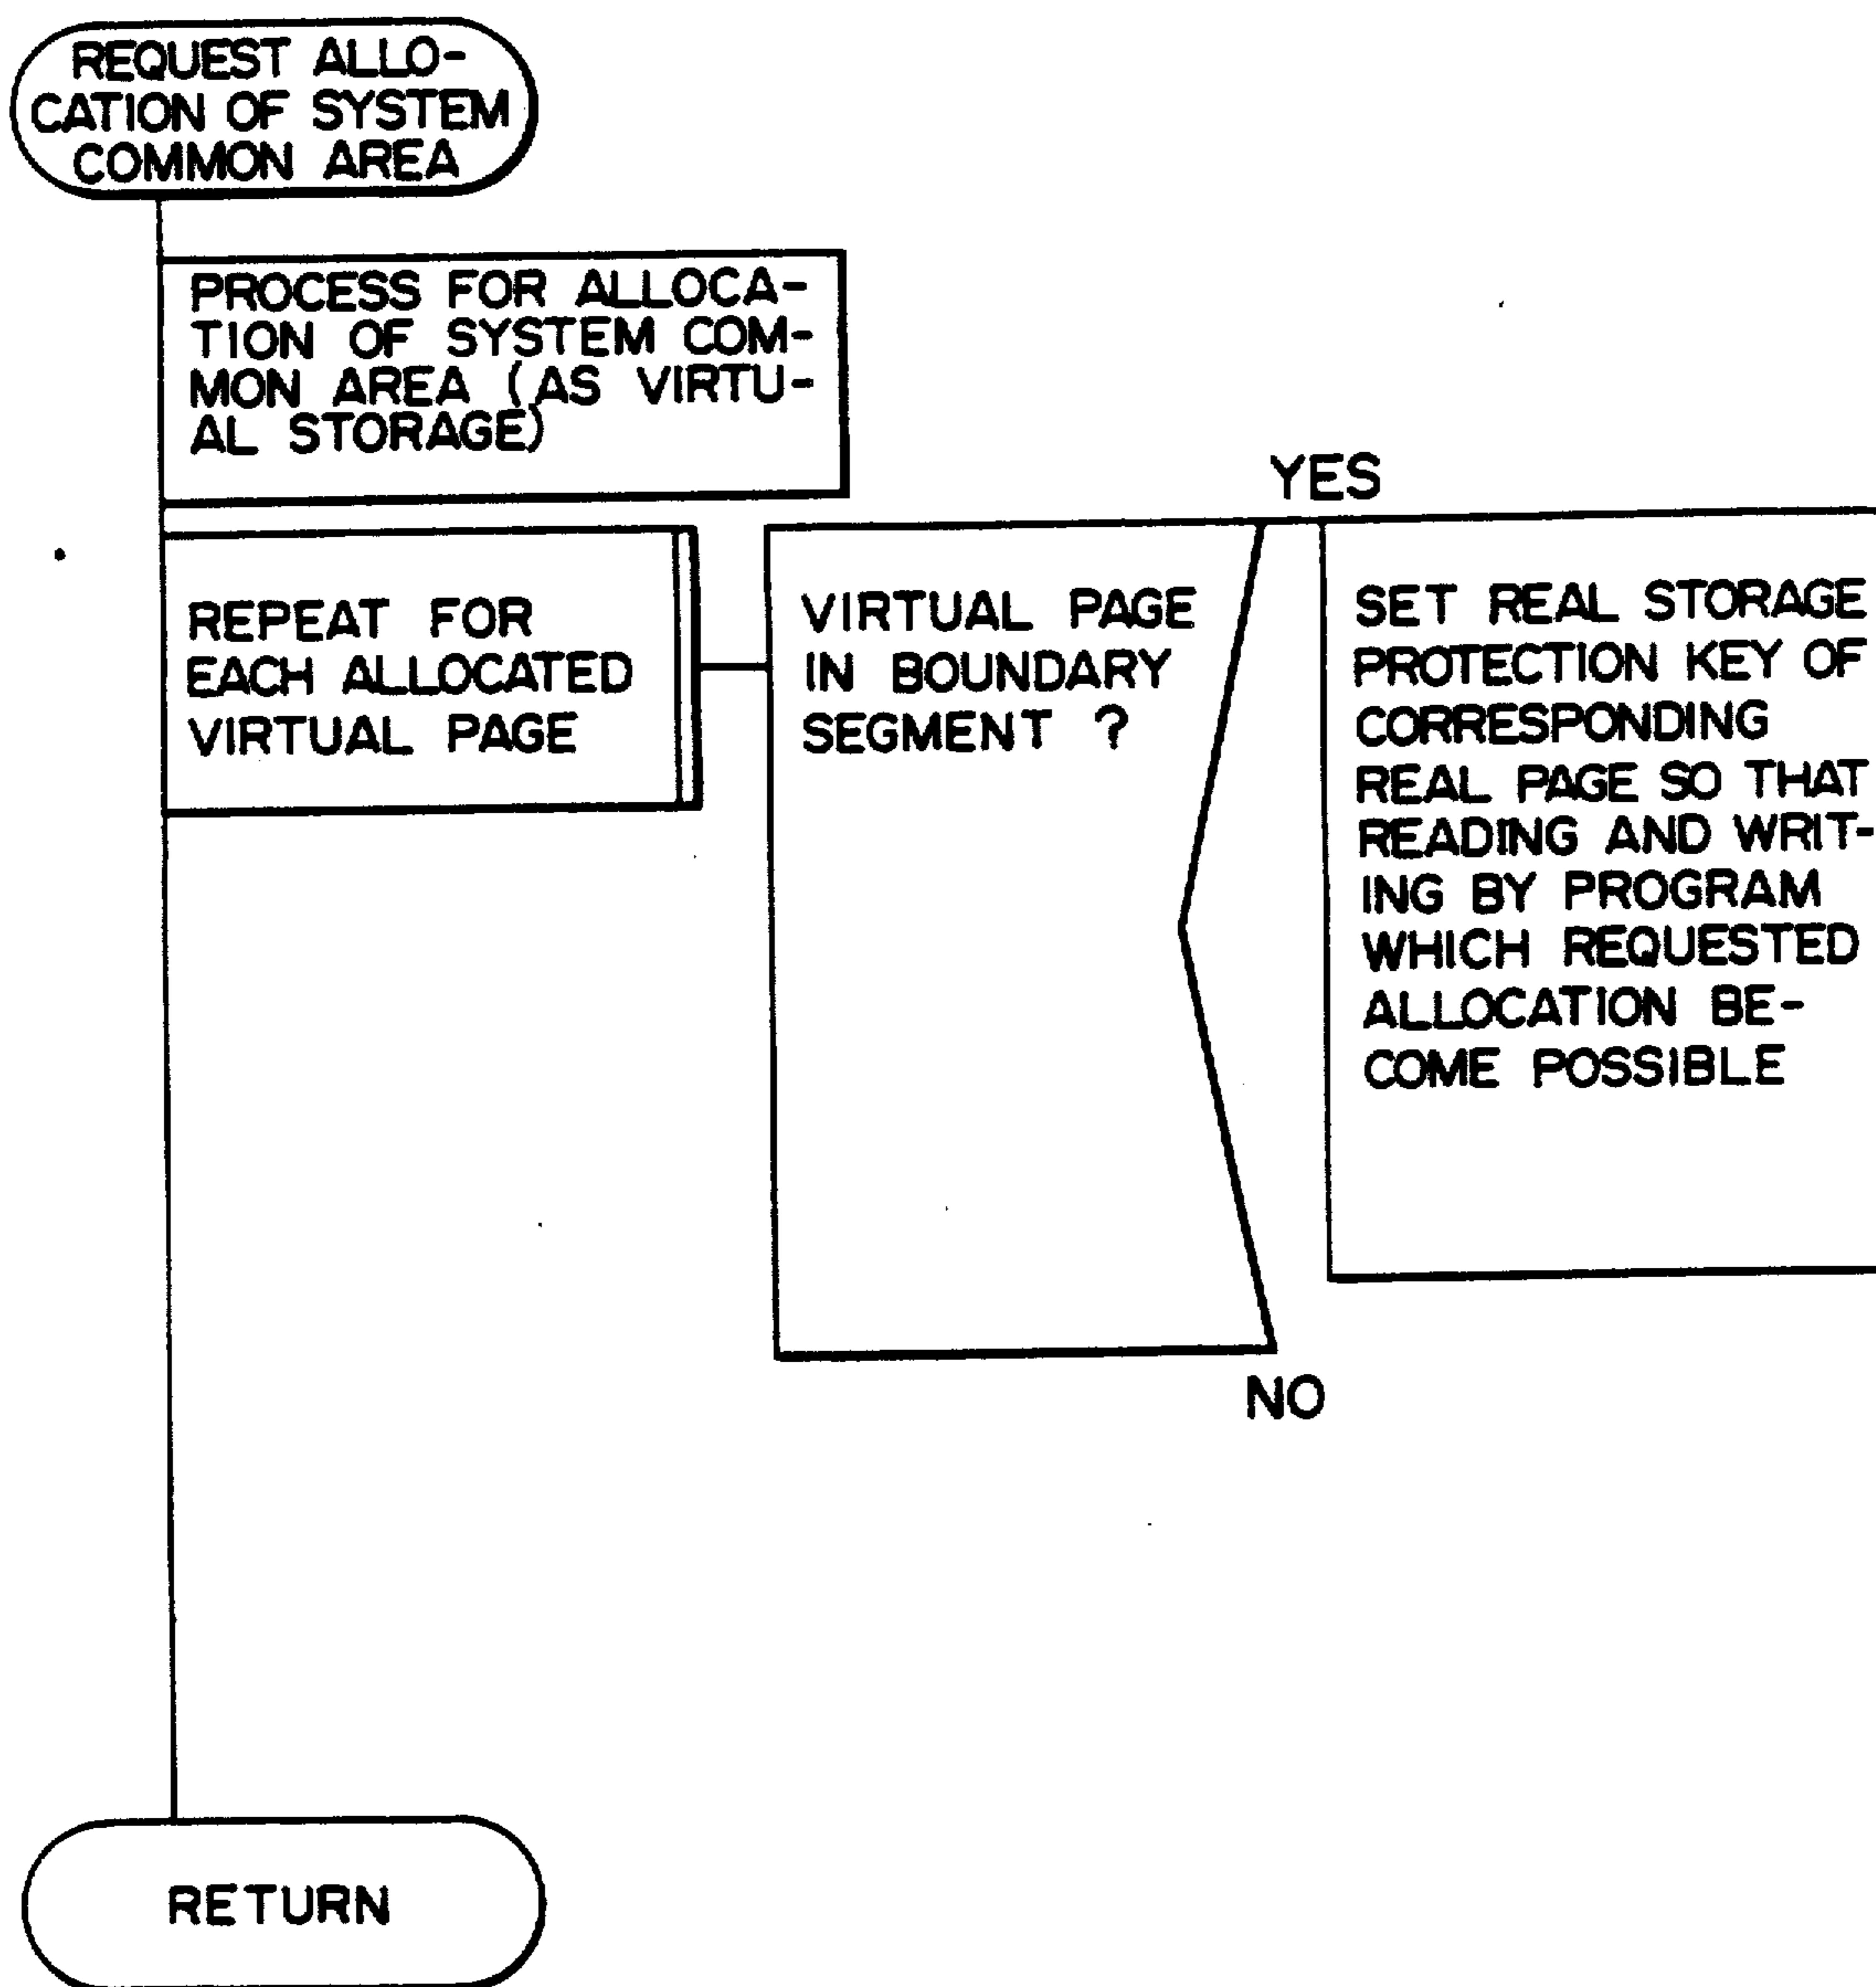 REQUEST ALLO-
CATION OF SYSTEM
COMMON AREA
PROCESS FOR ALLOCA-
TION OF SYSTEM COM-
MON AREA (AS VIRTU-
AL STORAGE)
REPEAT FOR
EACH ALLOCATED
VIRTUAL PAGE
VIRTUAL PAGE
IN BOUNDARY
SEGMENT ?
YES
SET REAL STORAGE
PROTECTION KEY OF
CORRESPONDING
REAL PAGE SO THAT
READING AND WRIT-
ING BY PROGRAM
WHICH REQUESTED
ALLOCATION BE-
COME POSSIBLE
NO
RETURN